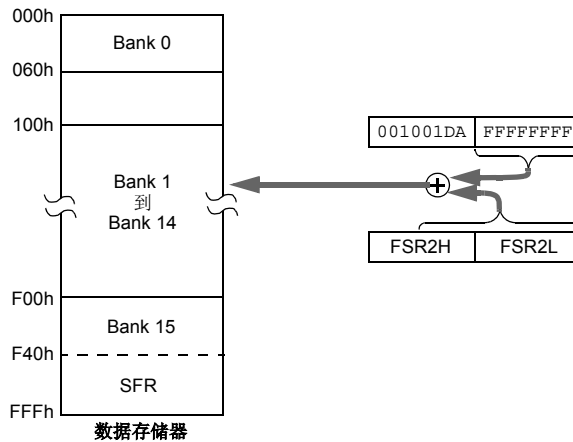 000h
Bank 0
060h
100h
001001DA
FFFFFFFF
Bank 1
到
Bank 14
FSR2H
FSR2L
F00h
Bank 15
F40h
SFR
FFFh
数据存储器